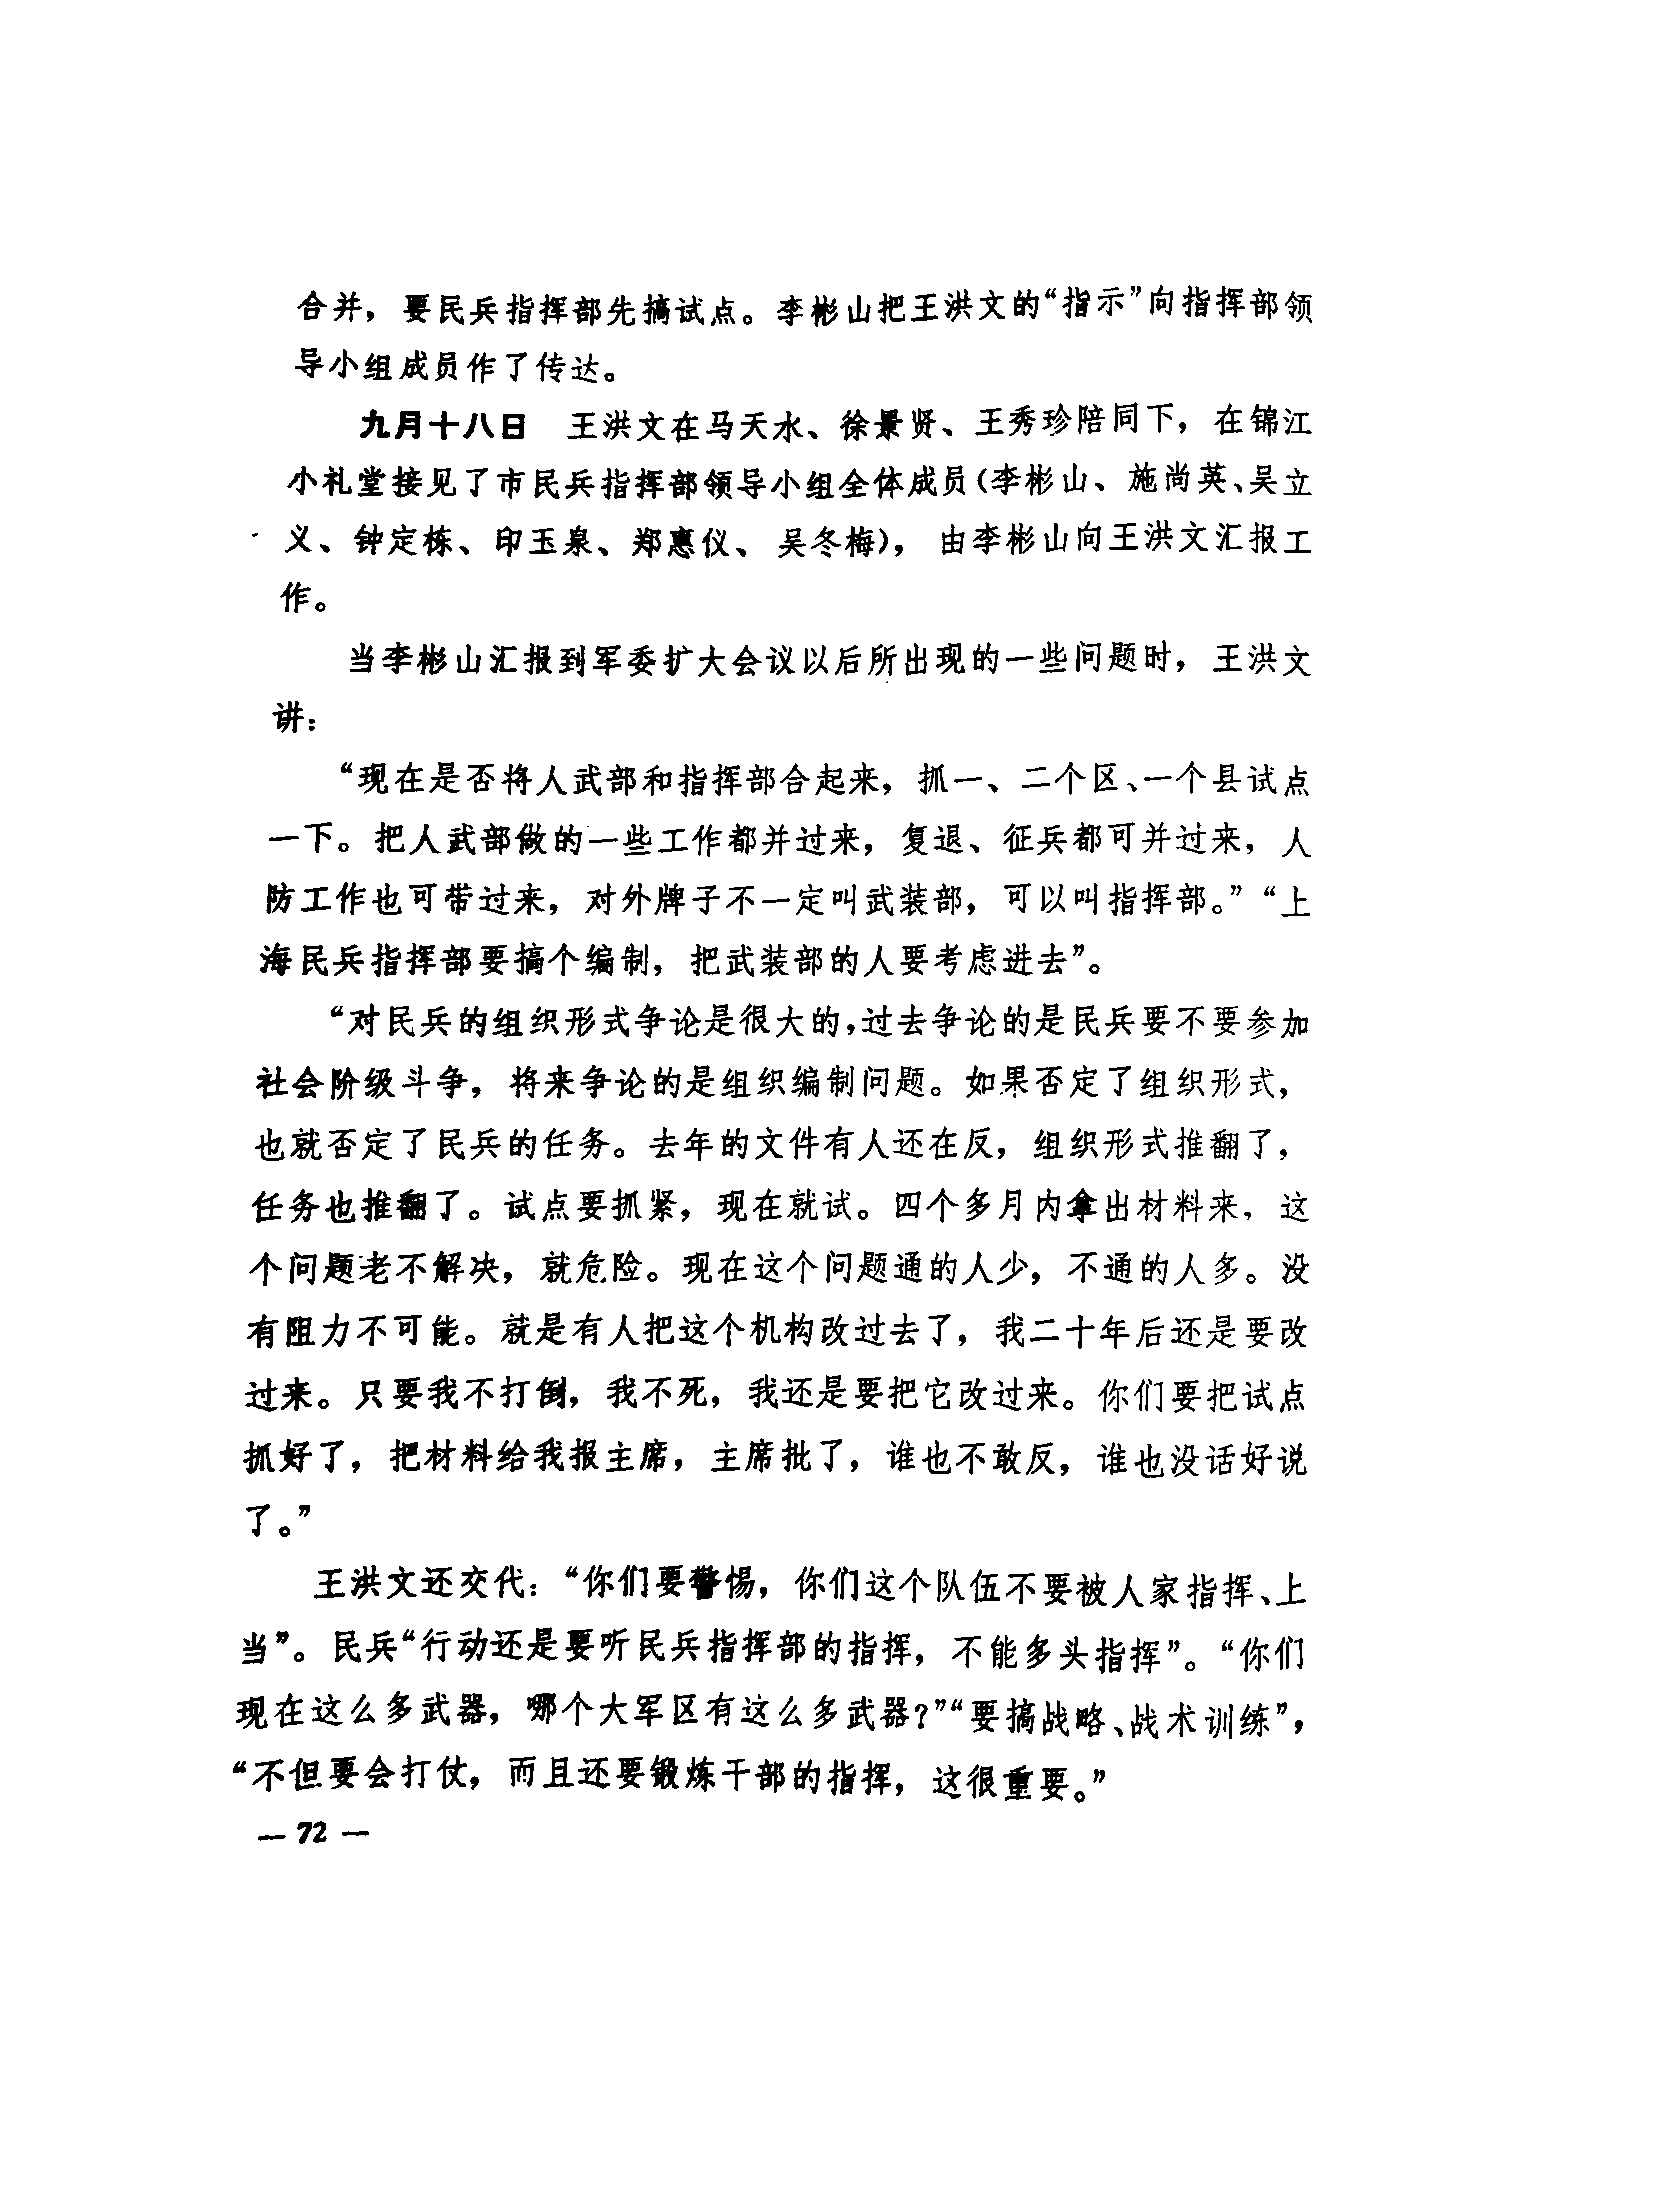 合并，要民兵指挥部先搞试点。李彬山把王洪文的“指示”向指挥部领
导小组成员作了传达。
九月十八日　王洪文在马天水、徐景贤、王秀珍陪同下，在锦江
小礼堂接见了市民兵指挥部领导小组全体成员(李彬山、施尚英、吴立
义、钟定栋、印玉泉、郑惠仪、吴冬梅)，由李彬山向王洪文汇报工
作。
当李彬山汇报到军委扩大会议以后所出现的一些问题时，王洪文
讲：
“现在是否将人武部和指挥部合起来，抓一、二个区、一个县试点
一下。把人武部做的一些工作都并过来，复退、征兵都可并过来，人
防工作也可带过来，对外牌子不一定叫武装部，可以叫指挥部。”“上
海民兵指挥部要搞个编制，把武装部的人要考虑进去”。
“对民兵的组织形式争论是很大的，过去争论的是民兵要不要参加
社会阶级斗争，将来争论的是组织编制问题。如果否定了组织形式，
也就否定了民兵的任务。去年的文件有人还在反，组织形式推翻了，
任务也推翻了。试点要抓紧，现在就试。四个多月内拿出材料来，这
个问题老不解决，就危险。现在这个问题通的人少，不通的人多。没
有阻力不可能。就是有人把这个机构改过去了，我二十年后还是要改
过来。只要我不打倒，我不死，我还是要把它改过来。你们要把试点
抓好了，把材料给我报主席，主席批了，谁也不敢反，谁也没话好说
了。”
王洪文还交代：“你们要警惕，你们这个队伍不要被人家指挥、上
当”。民兵“行动还是要听民兵指挥部的指挥，不能多头指挥”。“你们
现在这么多武器，哪个大军区有这么多武器？”“要搞战略、战术训练”，
“不但要会打仗，而且还要锻炼干部的指挥，这很重要。”
— 72 —